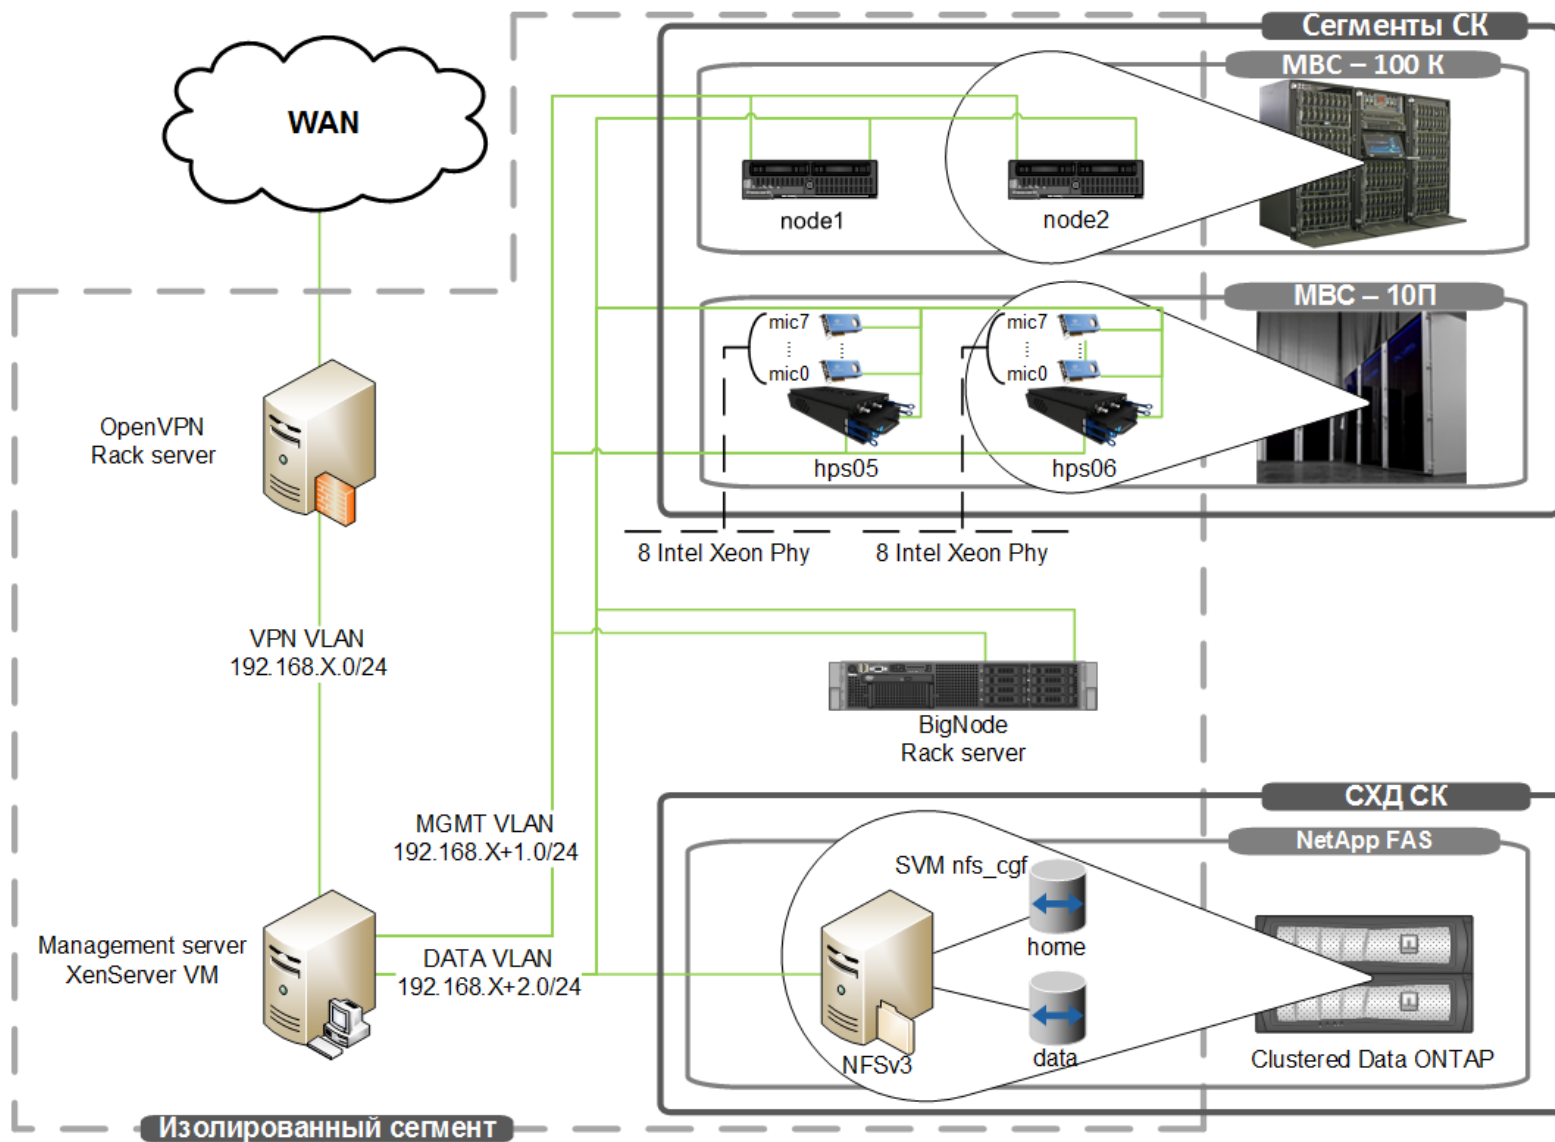 Сегменты СК
МВС – 100 К
WAN
node1
node2
МВС – 10П
mic7
mic0
mic7
mic0
hps05
hps06
OpenVPN
Rack server
8 Intel Xeon Phy
8 Intel Xeon Phy
VPN VLAN
192.168.X.0/24
BigNode
Rack server
СХД СК
NetApp FAS
MGMT VLAN
192.168.X+1.0/24
SVM nfs_cgf
home
Management server
XenServer VM
DATA VLAN
192.168.X+2.0/24
NFSv3
data
Clustered Data ONTAP
Изолированный сегмент